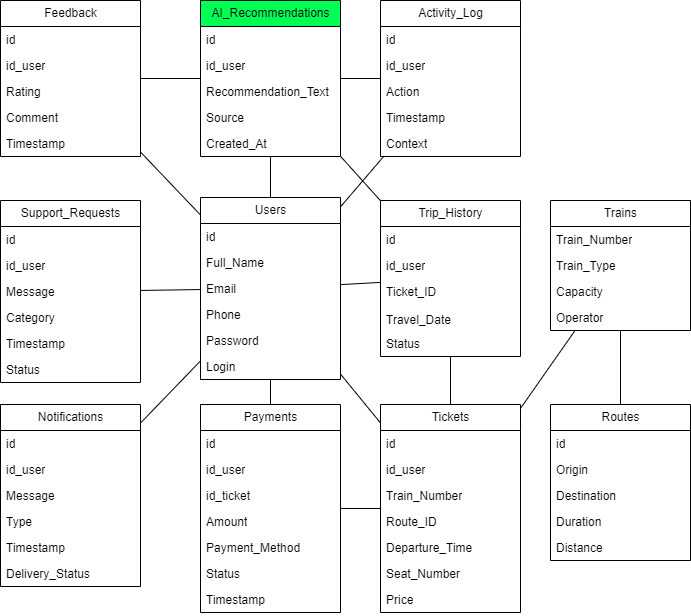 Feedback
id
id_user
Rating
Comment
Timestamp
AI_Recommendations
id
id_user
Recommendation_Text
Source
Created_At
Activity_Log
id
id_user
Action
Timestamp
Context
Support_Requests
id
id_user
Message
Category
Timestamp
Status
Users
id
Full_Name
Email
Phone
Password
Login
Trip_History
id
id_user
Ticket_ID
Travel_Date
Status
Trains
Train_Number
Train_Type
Capacity
Operator
Notifications
id
id_user
Message
Type
Timestamp
Delivery_Status
Payments
id
id_user
id_ticket
Amount
Payment_Method
Status
Timestamp
Tickets
id
id_user
Train_Number
Route_ID
Departure_Time
Seat_Number
Price
Routes
id
Origin
Destination
Duration
Distance